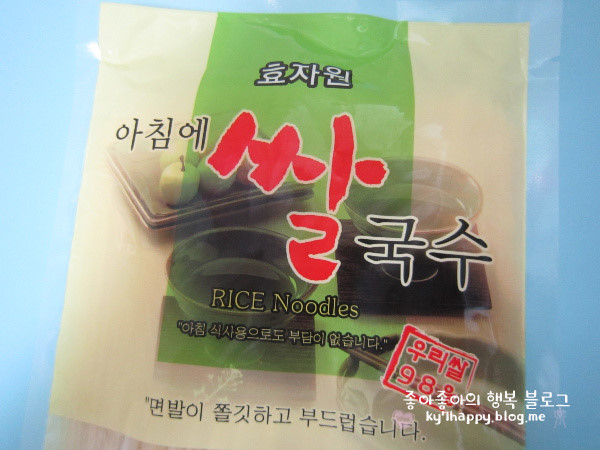 효자원
아침에 쌀 국수
RICE Noodles
"아침 식사용으로도 부담이 없습니다."
우리쌀
"면발이 쫄깃하고 부드럽습니다.
좋아좋아의 행복 블로그
ky1happy.blog.me